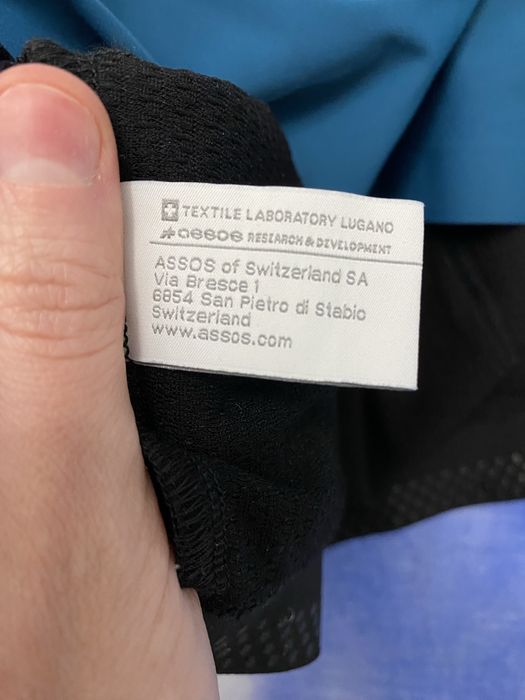 TEXTILE LABORATORY LUGANO
assos RESEARCH & DEVELOPMENT
ASSOS of Switzerland SA
Via Bresce 1
6854 San Pietro di Stabio
Switzerland
www.assos.com